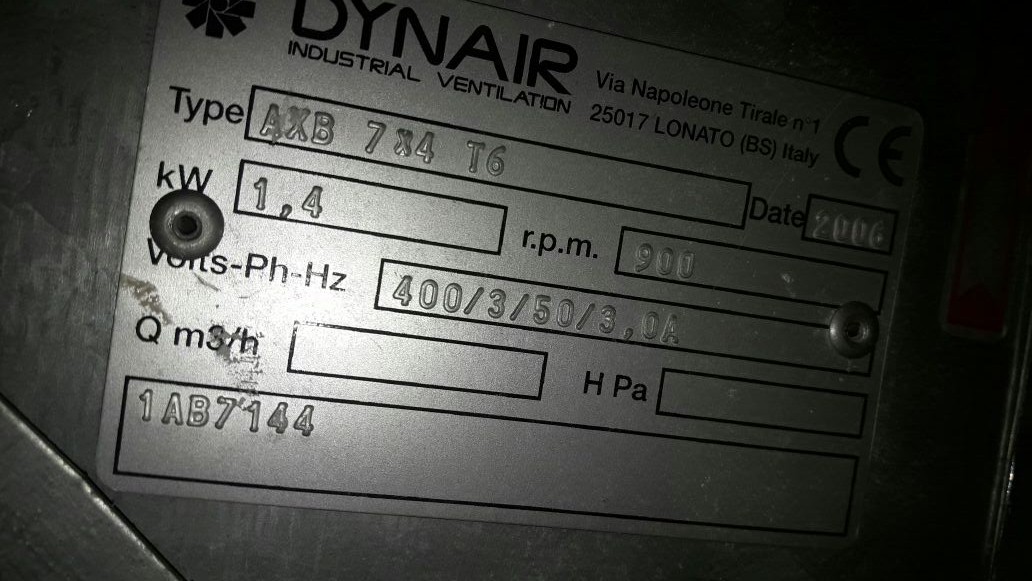 DYNAIR
INDUSTRIAL VENTILATION
Via Napoleone Tirale n°1
25017 LONATO (BS) Italy
CE
Type AXB 7X4 T6
Date 2006
kW 1,4
r.p.m. 900
Volts-Ph-Hz 400/3/50/3,0A
Q m3/h
H Pa
1AB7144